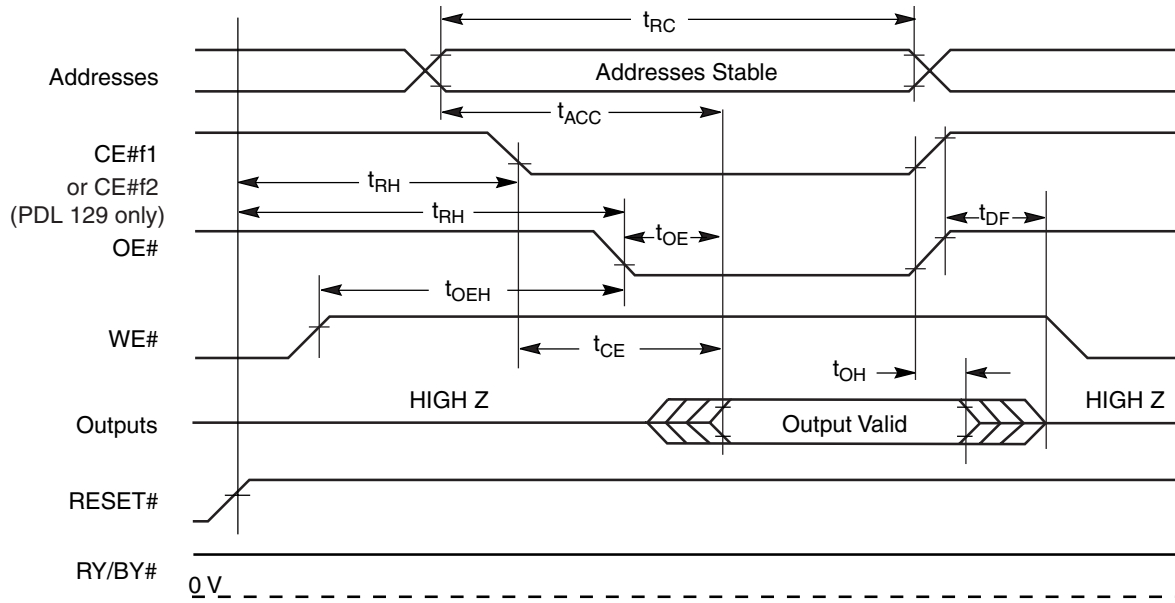 tRC
Addresses
Addresses Stable
tACC
CE#f1
or CE#f2
(PDL 129 only)
tRH
tRH
tOE
tDF
OE#
tOEH
WE#
tCE
tOH
HIGH Z
HIGH Z
Outputs
Output Valid
RESET#
RY/BY#
0 V